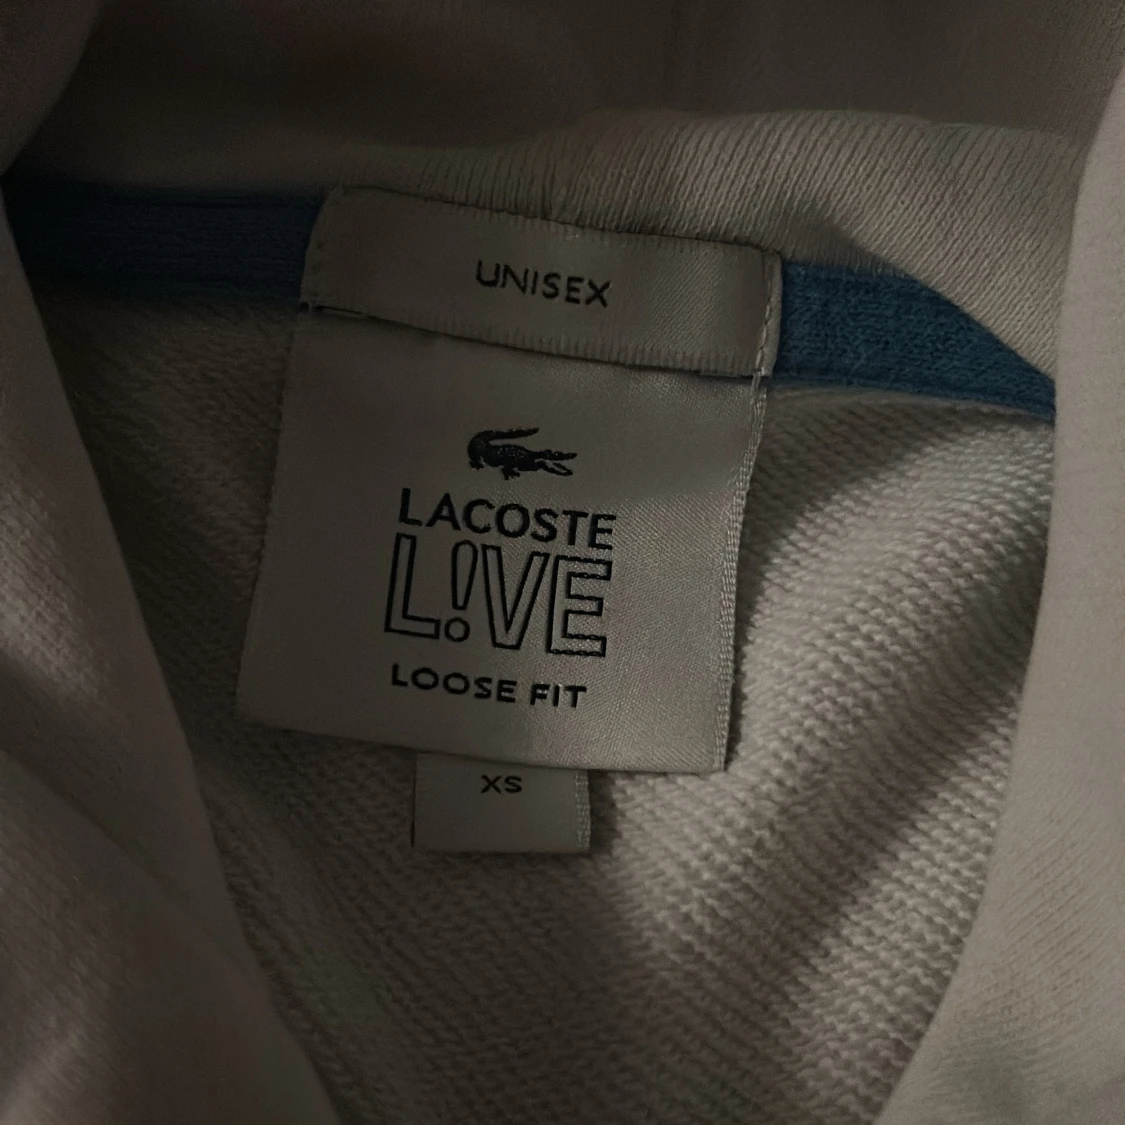 UNISEX
LACOSTE
L!VE
LOOSE FIT
XS